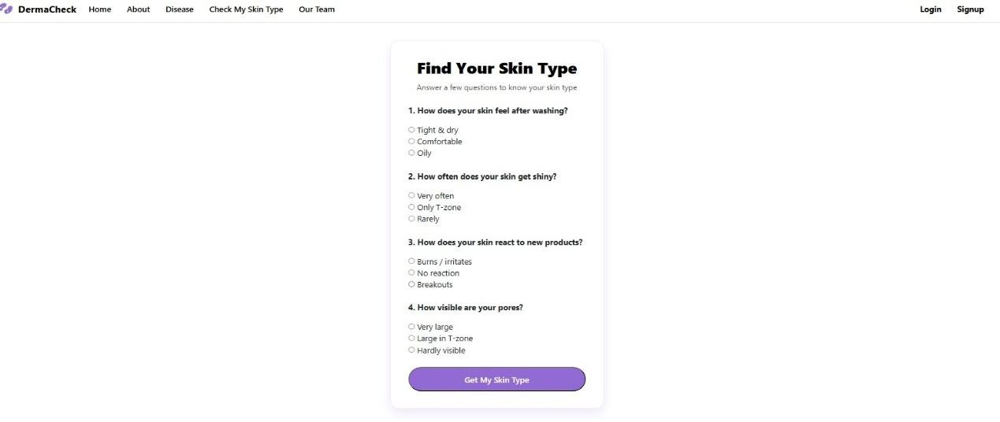 DermaCheck Home About Disease Check My Skin Type Our Team Login Signup
Find Your Skin Type
Answer a few questions to know your skin type
1. How does your skin feel after washing?
Tight & dry
Comfortable
Oily
2. How often does your skin get shiny?
Very often
Only T-zone
Rarely
3. How does your skin react to new products?
Burns / irritates
No reaction
Breakouts
4. How visible are your pores?
Very large
Large in T-zone
Hardly visible
Get My Skin Type